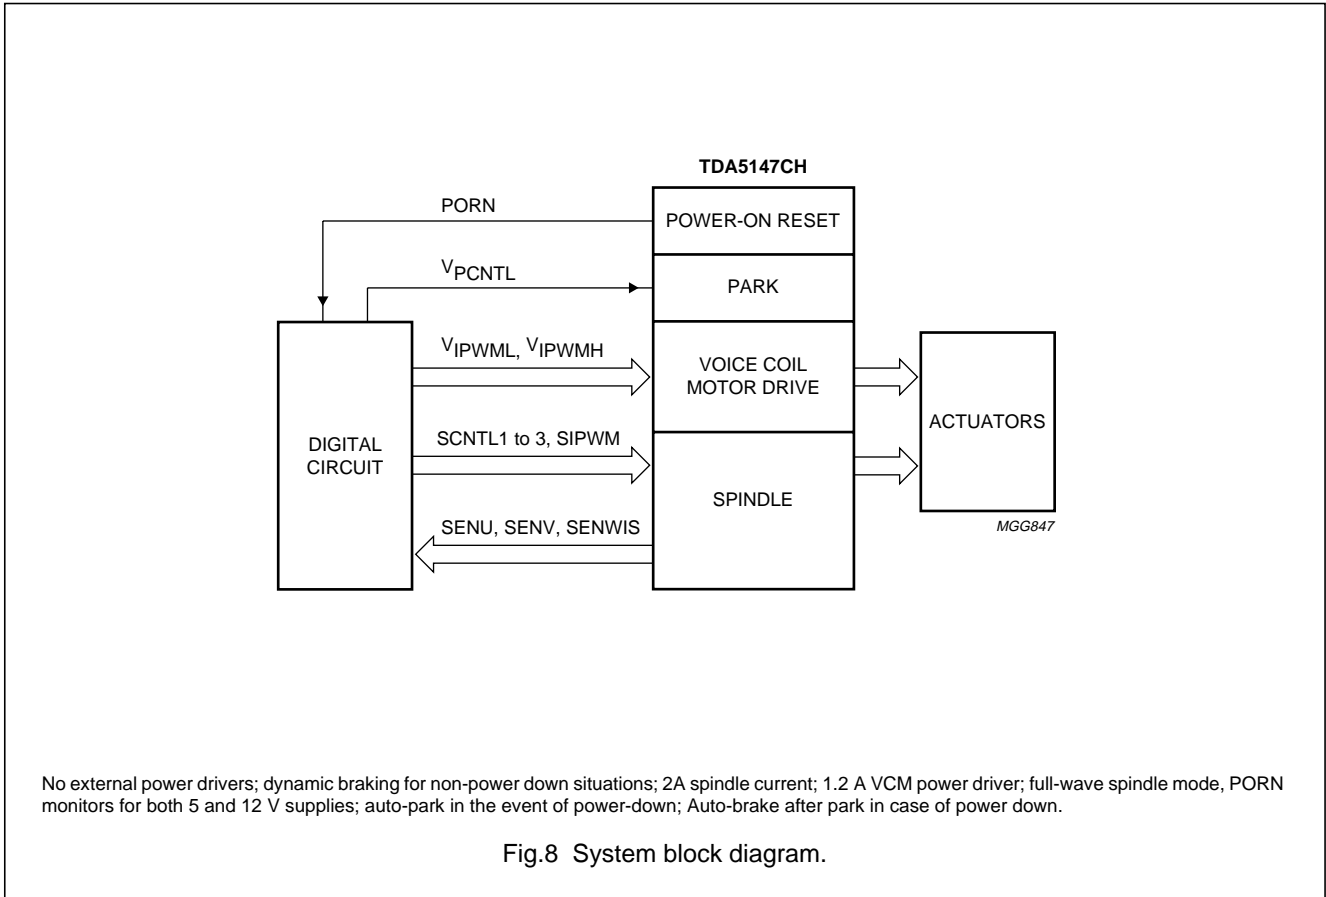 TDA5147CH
PORN
POWER-ON RESET
VPCNTL
PARK
VIPWML, VIPWMH
VOICE COIL
MOTOR DRIVE
ACTUATORS
SCNTL1 to 3, SIPWM
DIGITAL
CIRCUIT
SPINDLE
SENU, SENV, SENWIS
MGG847
No external power drivers; dynamic braking for non-power down situations; 2A spindle current; 1.2 A VCM power driver; full-wave spindle mode, PORN
monitors for both 5 and 12 V supplies; auto-park in the event of power-down; Auto-brake after park in case of power down.
Fig.8 System block diagram.